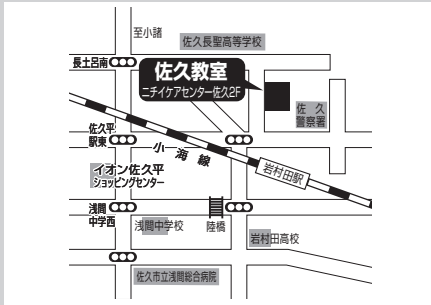 至小諸
佐久長聖高等学校
長土呂南
佐久教室
ニチイケアセンター佐久2F
佐久
警察署
佐久平
駅東
小海線
岩村田駅
イオン佐久平
ショッピングセンター
浅間
中学西
浅間中学校
陸橋
岩村田高校
佐久市立浅間総合病院